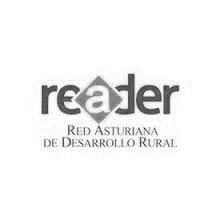 reader
RED ASTURIANA
DE DESARROLLO RURAL